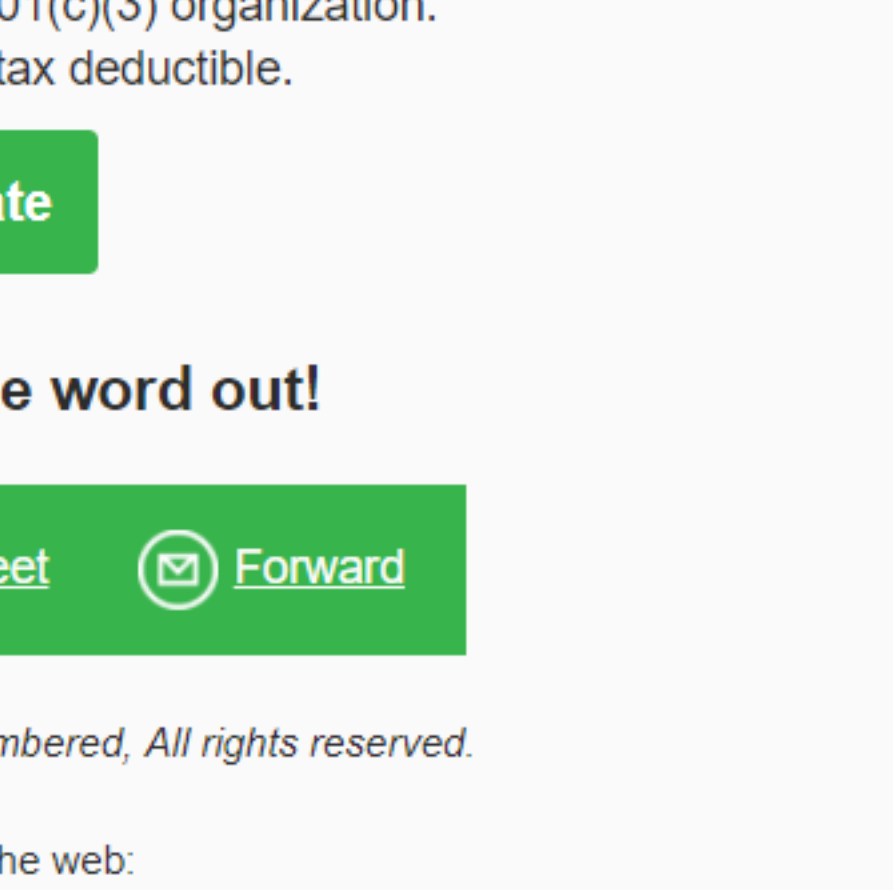 01(c)(3) organization.
tax deductible.
ate
e word out!
eet
Forward
mbered, All rights reserved.
he web: